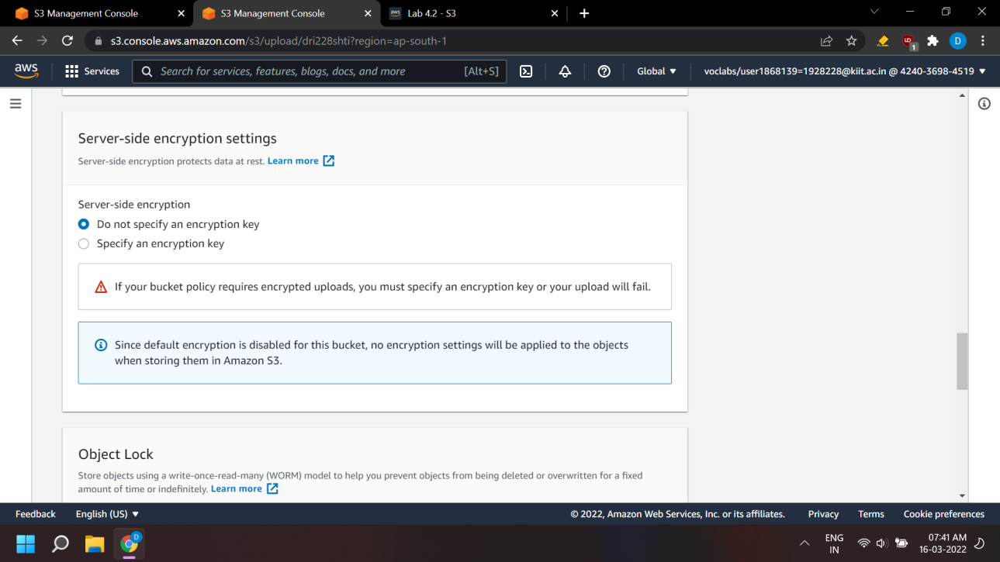 S3 Management Console
S3 Management Console
aws Lab 4.2 - S3
s3.console.aws.amazon.com/s3/upload/dri228shti?region=ap-south-1
UD 1
D
aws Services Search for services, features, blogs, docs, and more [Alt+S] Global ▼ voclabs/user1868139=1928228@kiit.ac.in @ 4240-3698-4519 ▼
Server-side encryption settings
Server-side encryption protects data at rest. Learn more
Server-side encryption
Do not specify an encryption key
Specify an encryption key
If your bucket policy requires encrypted uploads, you must specify an encryption key or your upload will fail.
Since default encryption is disabled for this bucket, no encryption settings will be applied to the objects
when storing them in Amazon S3.
Object Lock
Store objects using a write-once-read-many (WORM) model to help you prevent objects from being deleted or overwritten for a fixed
amount of time or indefinitely. Learn more
Feedback English (US) ▼ © 2022, Amazon Web Services, Inc. or its affiliates. Privacy Terms Cookie preferences
D
ENG
IN
07:41 AM
16-03-2022